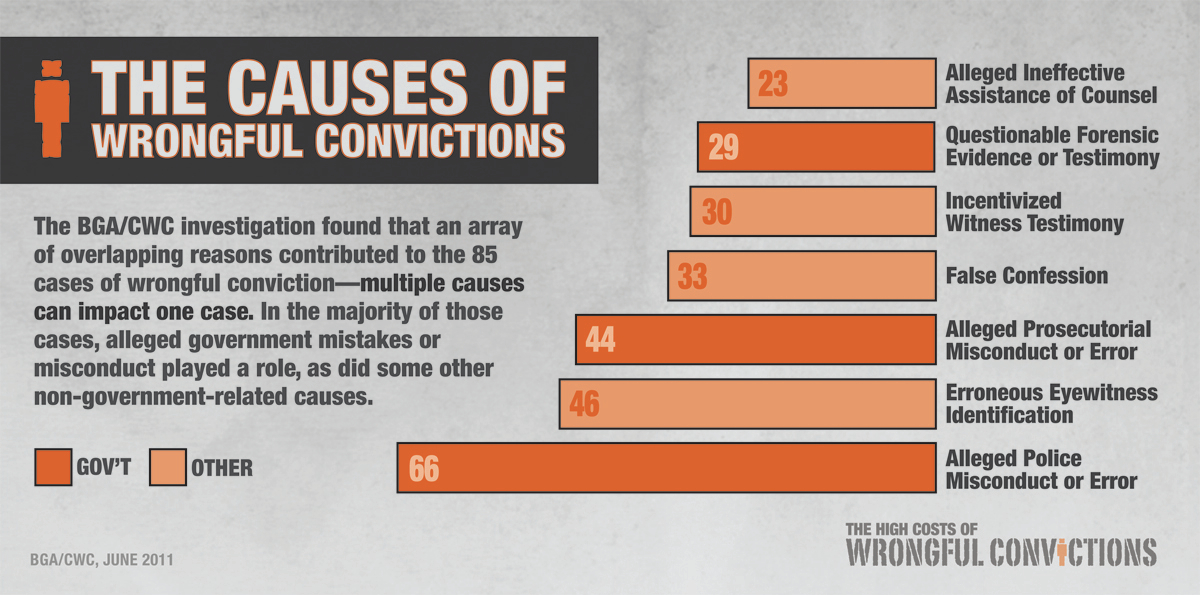 THE CAUSES OF
WRONGFUL CONVICTIONS
The BGA/CWC investigation found that an array
of overlapping reasons contributed to the 85
cases of wrongful conviction—multiple causes
can impact one case. In the majority of those
cases, alleged government mistakes or
misconduct played a role, as did some other
non-government-related causes.
GOV'T OTHER
23 Alleged Ineffective
Assistance of Counsel
29 Questionable Forensic
Evidence or Testimony
30 Incentivized
Witness Testimony
33 False Confession
44 Alleged Prosecutorial
Misconduct or Error
46 Erroneous Eyewitness
Identification
66 Alleged Police
Misconduct or Error
BGA/CWC, JUNE 2011
THE HIGH COSTS OF
WRONGFUL CONVICTIONS